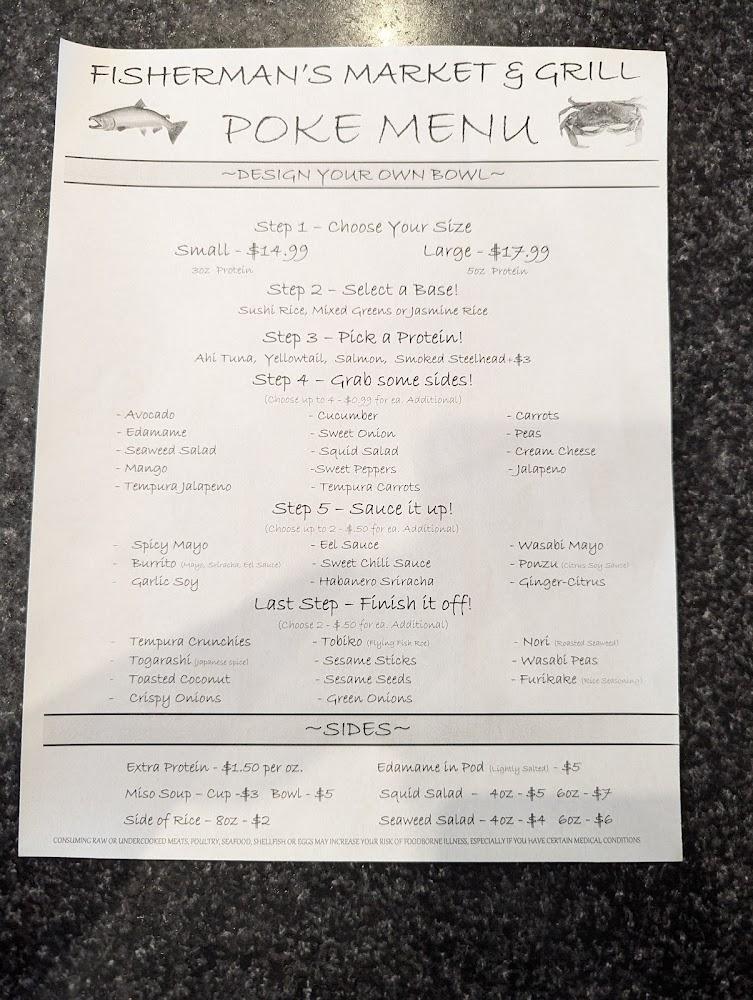 FISHERMAN'S MARKET & GRILL
POKE MENU
~DESIGN YOUR OWN BOWL~
Step 1 – Choose Your Size
Small - $14.99 Large - $17.99
3oz Protein 5oz Protein
Step 2 – Select a Base!
Sushi Rice, Mixed Greens or Jasmine Rice
Step 3 – Pick a Protein!
Ahi Tuna, Yellowtail, Salmon, Smoked Steelhead+$3
Step 4 – Grab some sides!
(Choose up to 4 - $0.99 for ea. Additional)
- Avocado - Cucumber - Carrots
- Edamame - Sweet Onion - Peas
- Seaweed Salad - Squid Salad - Cream Cheese
- Mango -Sweet Peppers -Jalapeno
- Tempura Jalapeno - Tempura Carrots
Step 5 – Sauce it up!
(Choose up to 2 - $.50 for ea. Additional)
- Spicy Mayo - Eel Sauce - Wasabi Mayo
- Burrito (Mayo, Sriracha, Eel Sauce) - Sweet Chili Sauce - Ponzu (Citrus Soy Sauce)
- Garlic Soy - Habanero Sriracha - Ginger-Citrus
Last Step – Finish it off!
(Choose 2 - $.50 for ea. Additional)
- Tempura Crunchies - Tobiko (Flying Fish Roe) - Nori (Roasted Seaweed)
- Togarashi (Japanese spice) - Sesame Sticks - Wasabi Peas
- Toasted Coconut - Sesame Seeds - Furikake (Rice Seasoning)
- Crispy Onions - Green Onions
~SIDES~
Extra Protein - $1.50 per oz. Edamame in Pod (Lightly Salted) - $5
Miso Soup – Cup -$3 Bowl - $5 Squid Salad – 4oz - $5 6oz - $7
Side of Rice – 8oz - $2 Seaweed Salad – 4oz - $4 6oz - $6
CONSUMING RAW OR UNDERCOOKED MEATS, POULTRY, SEAFOOD, SHELLFISH OR EGGS MAY INCREASE YOUR RISK OF FOODBORNE ILLNESS, ESPECIALLY IF YOU HAVE CERTAIN MEDICAL CONDITIONS